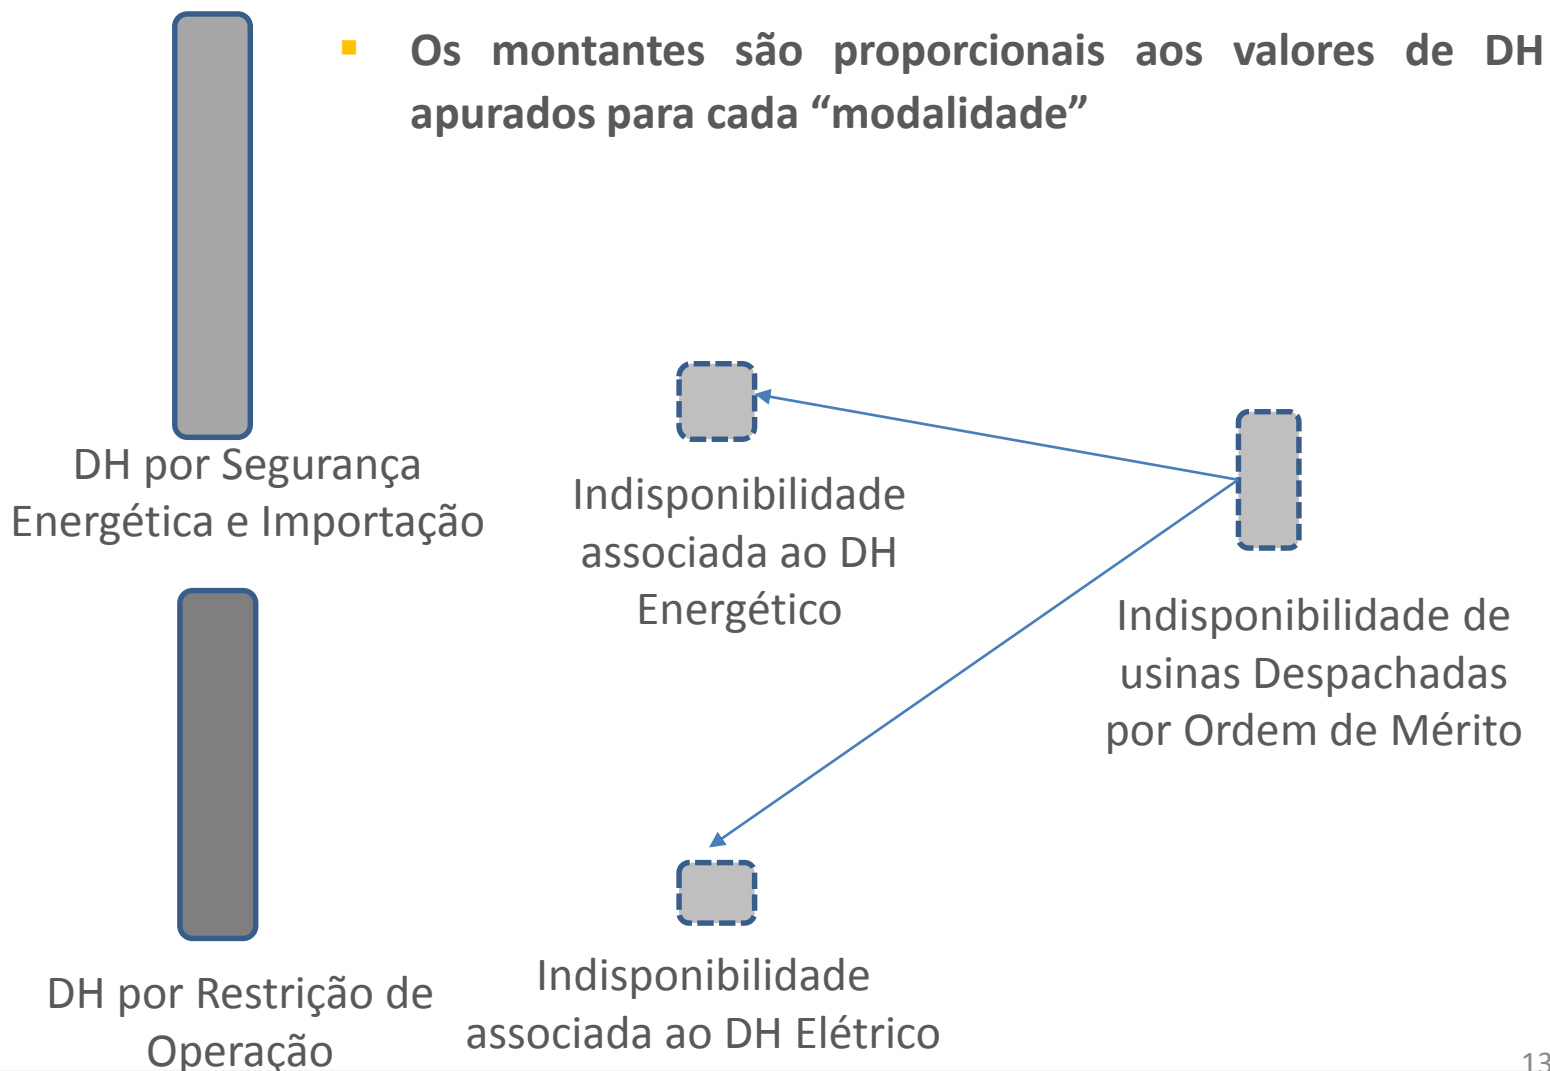 Os montantes são proporcionais aos valores de DH
apurados para cada “modalidade”
DH por Segurança
Energética e Importação
Indisponibilidade
associada ao DH
Energético
Indisponibilidade de
usinas Despachadas
por Ordem de Mérito
DH por Restrição de
Operação
Indisponibilidade
associada ao DH Elétrico
13